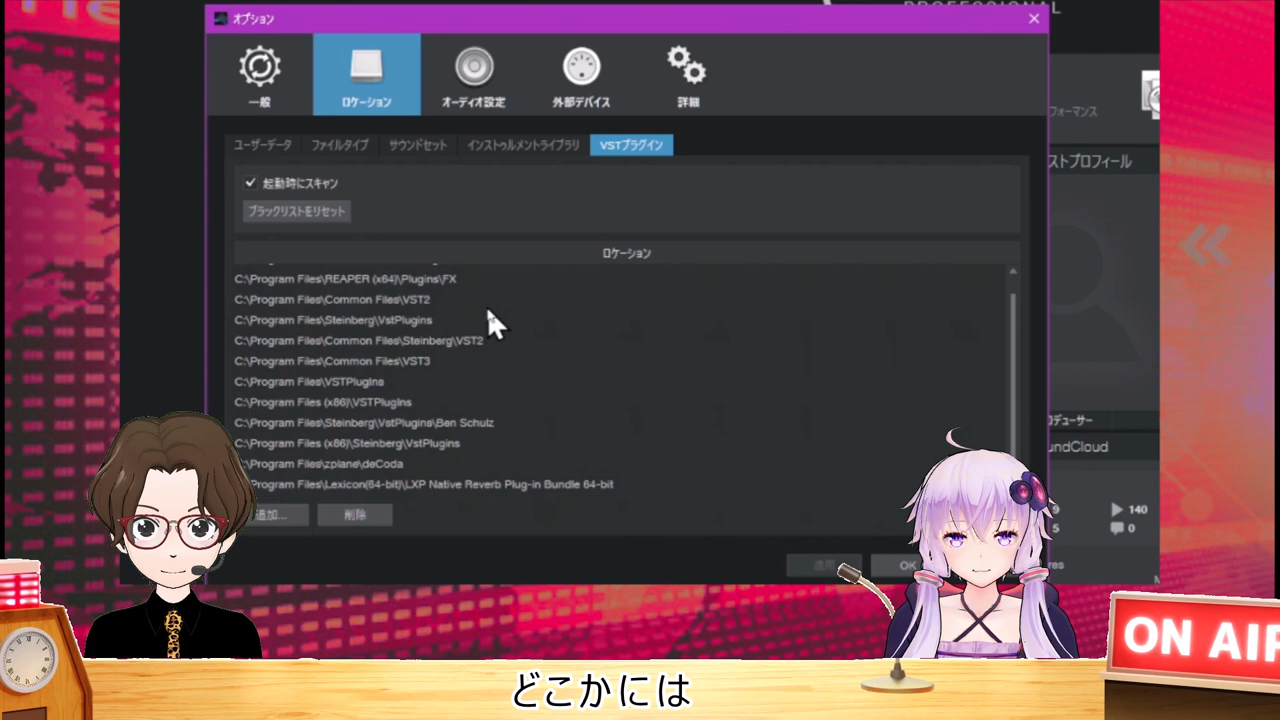 オプション
一般
ロケーション
オーディオ設定
外部デバイス
詳細
フォーマンス
ユーザーデータ
ファイルタイプ
サウンドセット
インストゥルメントライブラリ
VSTプラグイン
ストプロフィール
起動時にスキャン
ブラックリストをリセット
ロケーション
C:\Program Files\REAPER (x64)\Plugins\FX
C:\Program Files\Common Files\VST2
C:\Program Files\Steinberg\VstPlugins
C:\Program Files\Common Files\Steinberg\VST2
C:\Program Files\Common Files\VST3
C:\Program Files\VSTPlugIns
C:\Program Files (x86)\VSTPlugIns
C:\Program Files\Steinberg\VstPlugins\Ben Schulz
C:\Program Files (x86)\Steinberg\VstPlugins
Program Files\zplane\deCoda
Program Files\Lexicon(64-bit)\LXP Native Reverb Plug-in Bundle 64-bit
追加...
削除
適用
OK
ロデューサー
undCloud
9
140
5
0
res
ON AIR
どこかには